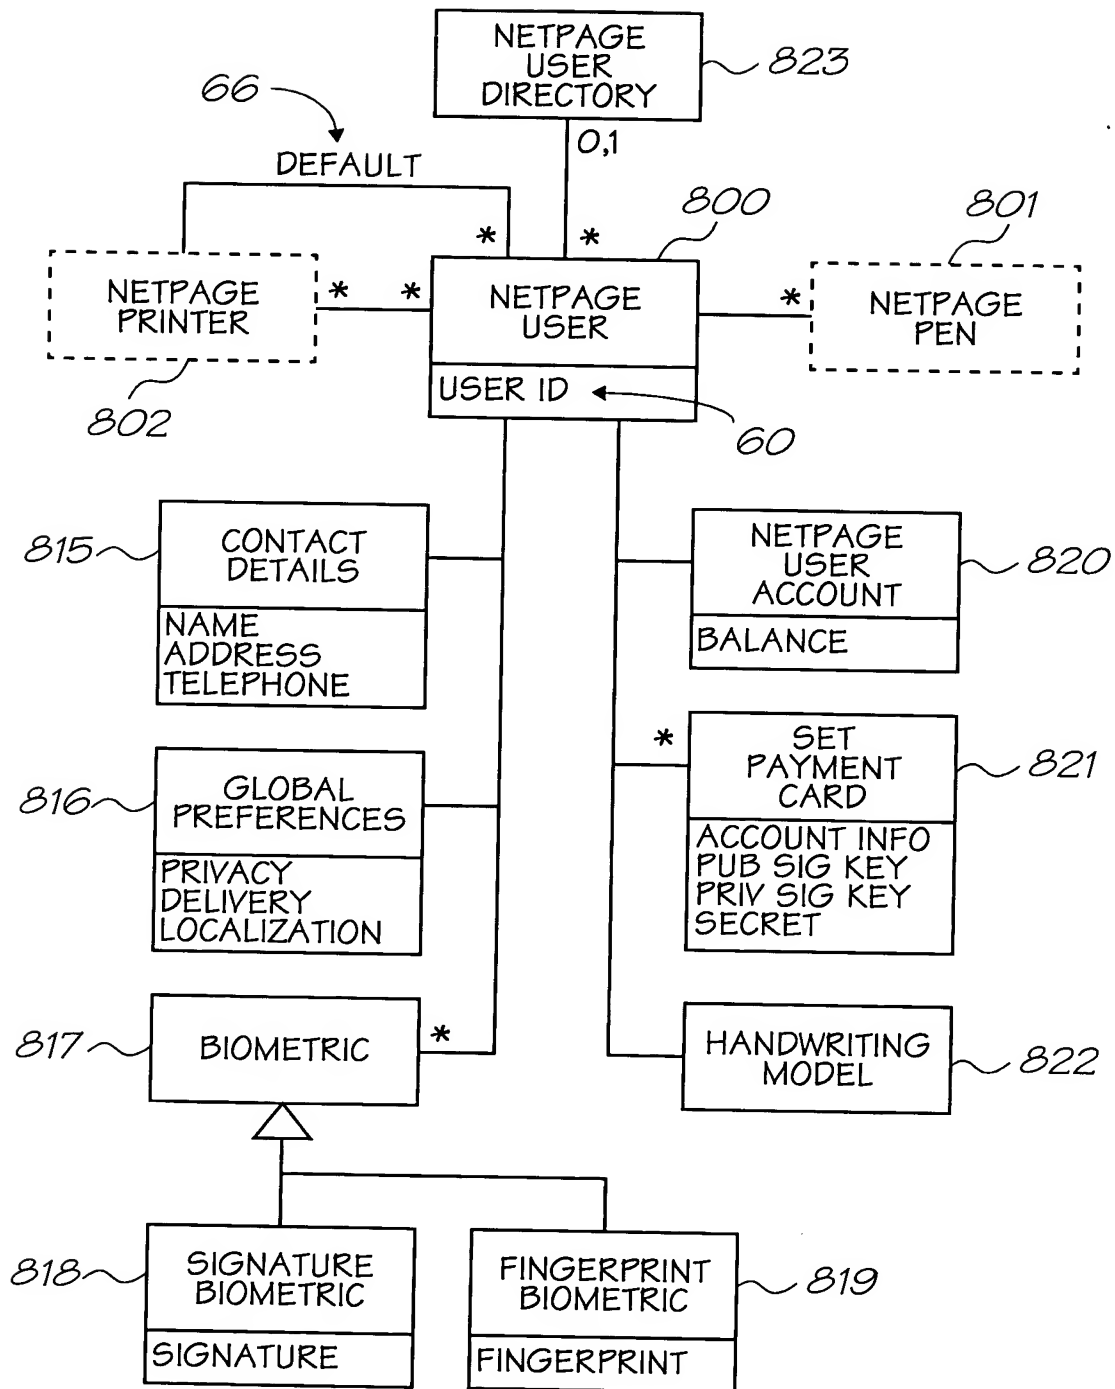 NETPAGE
USER
DIRECTORY
823
66
DEFAULT
0,1
*
*
800
801
NETPAGE
PRINTER
*
*
NETPAGE
USER
*
NETPAGE
PEN
802
USER ID
60
815
CONTACT
DETAILS
NAME
ADDRESS
TELEPHONE
NETPAGE
USER
ACCOUNT
820
BALANCE
816
GLOBAL
PREFERENCES
PRIVACY
DELIVERY
LOCALIZATION
*
SET
PAYMENT
CARD
821
ACCOUNT INFO
PUB SIG KEY
PRIV SIG KEY
SECRET
817
BIOMETRIC
*
HANDWRITING
MODEL
822
818
SIGNATURE
BIOMETRIC
SIGNATURE
FINGERPRINT
BIOMETRIC
819
FINGERPRINT